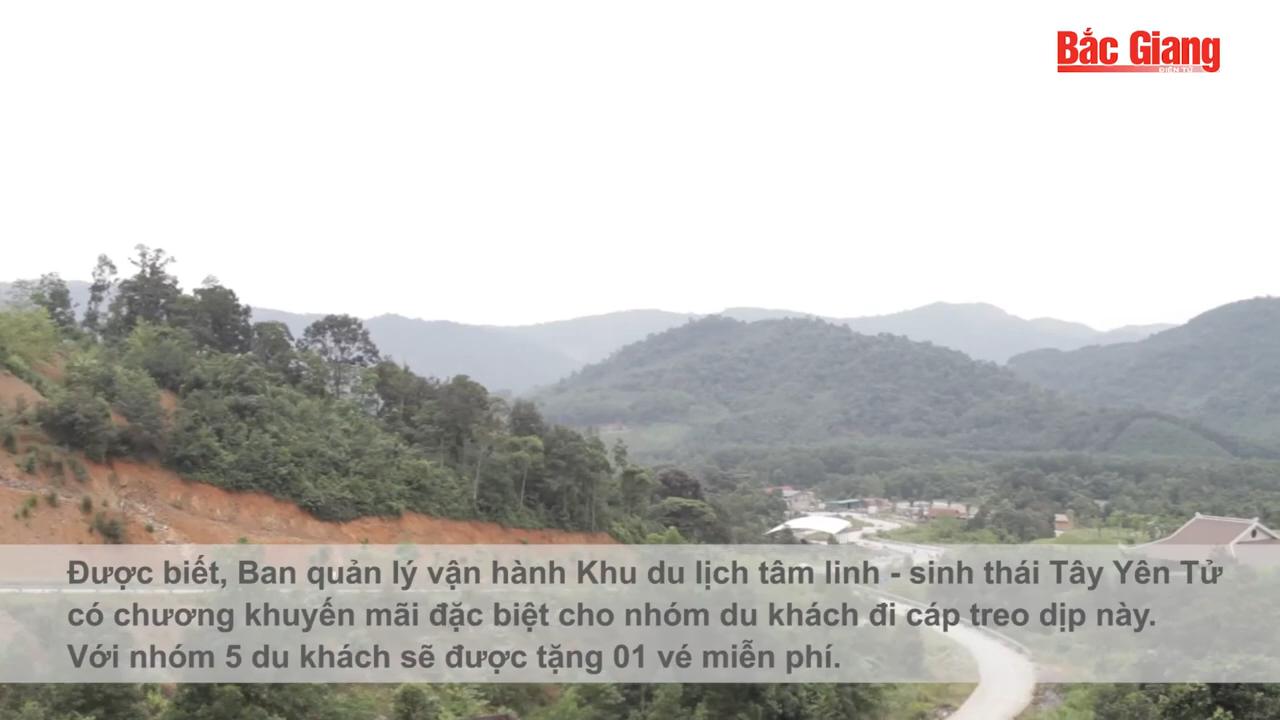 Bắc Giang
ĐIỆN TỬ
Được biết, Ban quản lý vận hành Khu du lịch tâm linh - sinh thái Tây Yên Tử
có chương khuyến mãi đặc biệt cho nhóm du khách đi cáp treo dịp này.
Với nhóm 5 du khách sẽ được tặng 01 vé miễn phí.